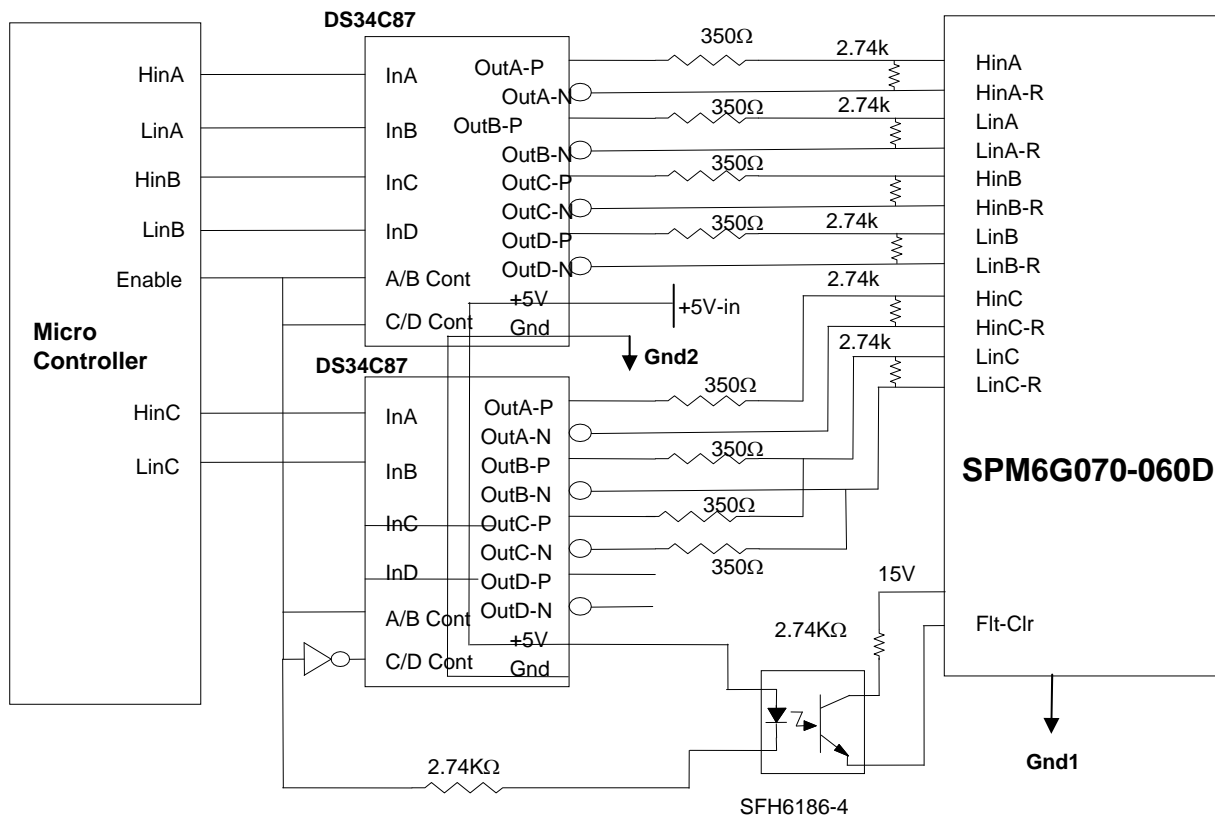 DS34C87
Micro
Controller
HinA
LinA
HinB
LinB
Enable
HinC
LinC
InA
InB
InC
InD
A/B Cont
C/D Cont
OutA-P
OutA-N
OutB-P
OutB-N
OutC-P
OutC-N
OutD-P
OutD-N
+5V
Gnd
350Ω
2.74k
350Ω
2.74k
350Ω
350Ω
2.74k
2.74k
+5V-in
Gnd2
2.74k
DS34C87
InA
InB
InC
InD
A/B Cont
C/D Cont
OutA-P
OutA-N
OutB-P
OutB-N
OutC-P
OutC-N
OutD-P
OutD-N
+5V
Gnd
350Ω
350Ω
350Ω
350Ω
HinA
HinA-R
LinA
LinA-R
HinB
HinB-R
LinB
LinB-R
HinC
HinC-R
LinC
LinC-R
SPM6G070-060D
Flt-Clr
15V
2.74KΩ
Gnd1
2.74KΩ
SFH6186-4